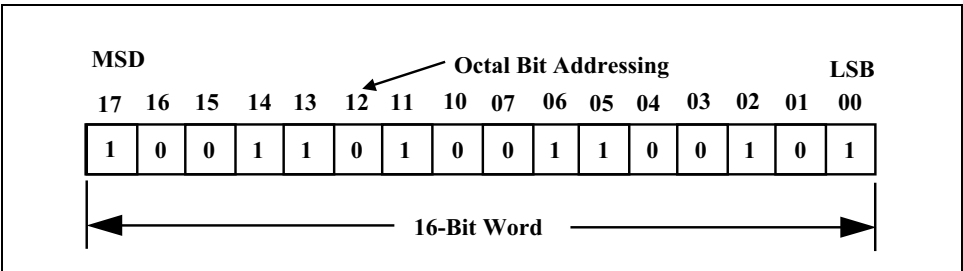 MSD
Octal Bit Addressing
LSB
17 16 15 14 13 12 11 10 07 06 05 04 03 02 01 00
1 0 0 1 1 0 1 0 0 1 1 0 0 1 0 1
16-Bit Word